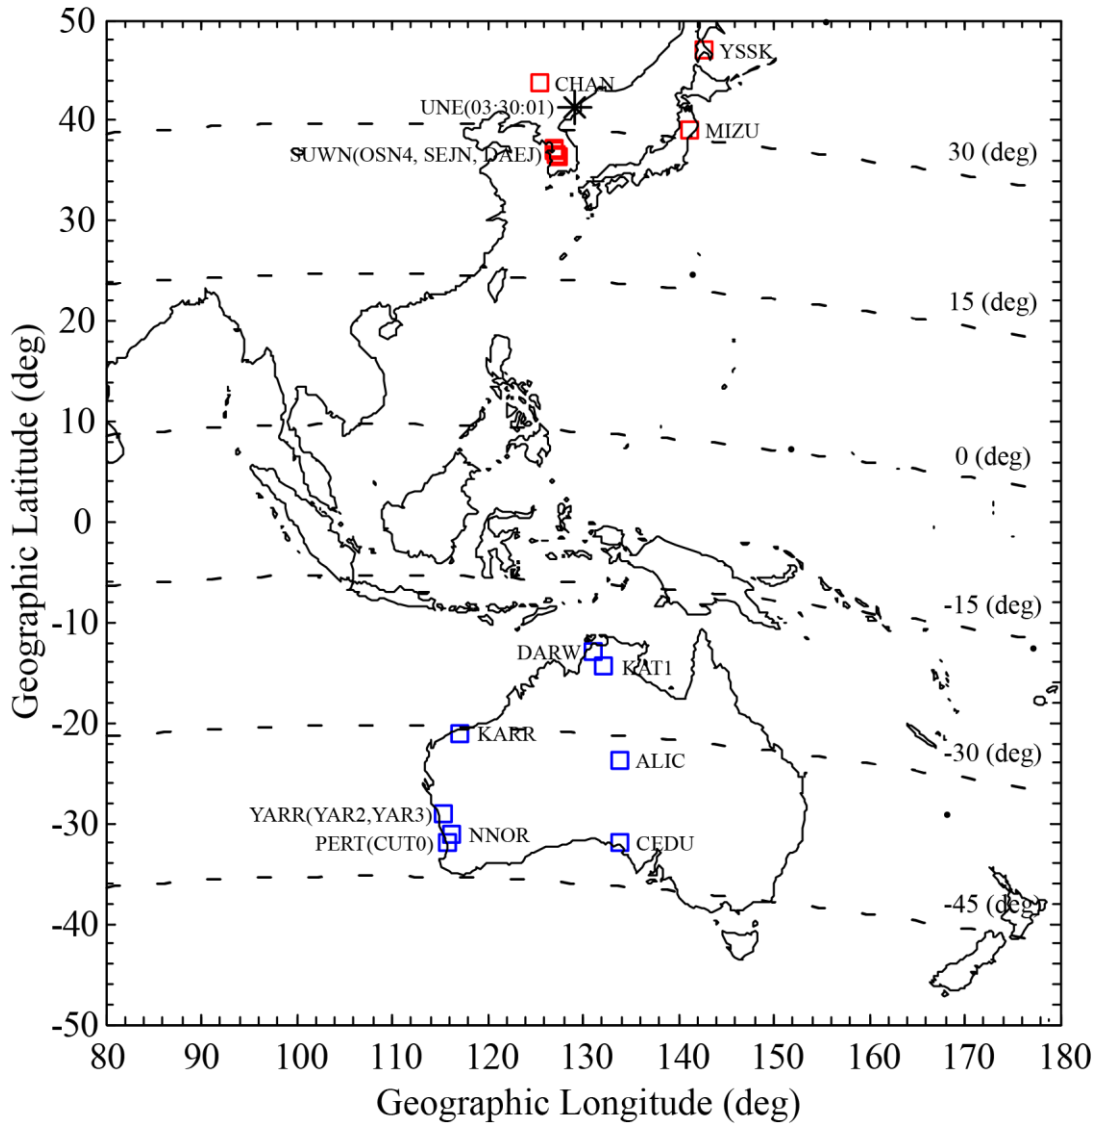 50
YSSK
CHAN
UNE(03:30:01)
40
MIZU
SUWN(OSN4, SEJN, DAEJ)
30 (deg)
30
15 (deg)
20
10
0 (deg)
0
-15 (deg)
-10
DARW
KAT1
-20
KARR
-30 (deg)
ALIC
-30
YARR(YAR2,YAR3)
NNOR
PERT(CUT0)
CEDU
-45 (deg)
-40
-50
80 90 100 110 120 130 140 150 160 170 180
Geographic Longitude (deg)
Geographic Latitude (deg)